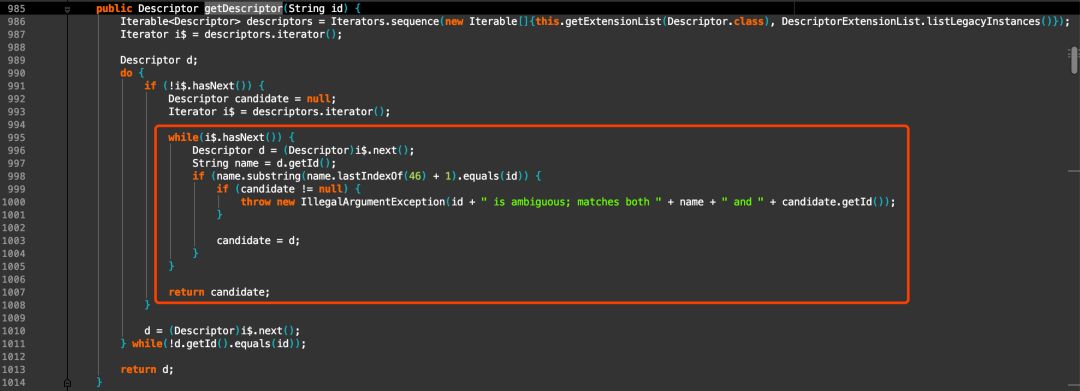 985 public Descriptor getDescriptor(String id) {
986 Iterable<Descriptor> descriptors = Iterators.sequence(new Iterable[]{this.getExtensionList(Descriptor.class), DescriptorExtensionList.listLegacyInstances()});
987 Iterator i$ = descriptors.iterator();
988
989 Descriptor d;
990 do {
991 if (!i$.hasNext()) {
992 Descriptor candidate = null;
993 Iterator i$ = descriptors.iterator();
994
995 while(i$.hasNext()) {
996 Descriptor d = (Descriptor)i$.next();
997 String name = d.getId();
998 if (name.substring(name.lastIndexOf(46) + 1).equals(id)) {
999 if (candidate != null) {
1000 throw new IllegalArgumentException(id + " is ambiguous; matches both " + name + " and " + candidate.getId());
1001 }
1002
1003 candidate = d;
1004 }
1005 }
1006
1007 return candidate;
1008 }
1009
1010 d = (Descriptor)i$.next();
1011 } while(!d.getId().equals(id));
1012
1013 return d;
1014 }